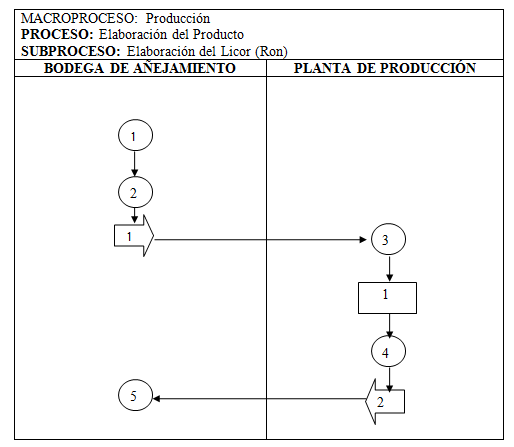 MACROPROCESO: Producción
PROCESO: Elaboración del Producto
SUBPROCESO: Elaboración del Licor (Ron)
BODEGA DE AÑEJAMIENTO PLANTA DE PRODUCCIÓN
1
2
1 3
1
4
5 2